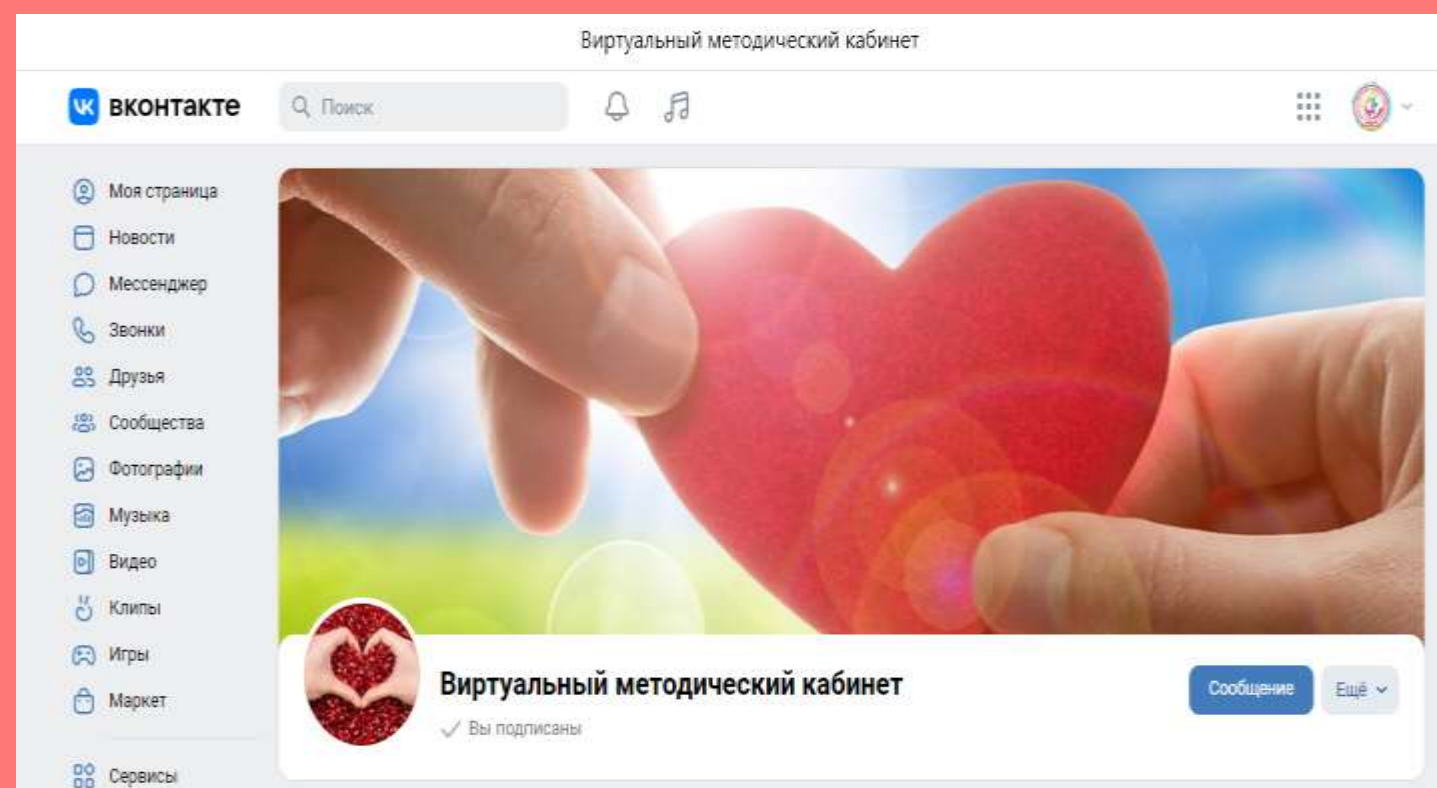 Виртуальный методический кабинет
вконтакте
Поиск
Моя страница
Новости
Мессенджер
Звонки
Друзья
Сообщества
Фотографии
Музыка
Видео
Клипы
Игры
Маркет
Сервисы
Виртуальный методический кабинет
Вы подписаны
Сообщение
Ещё